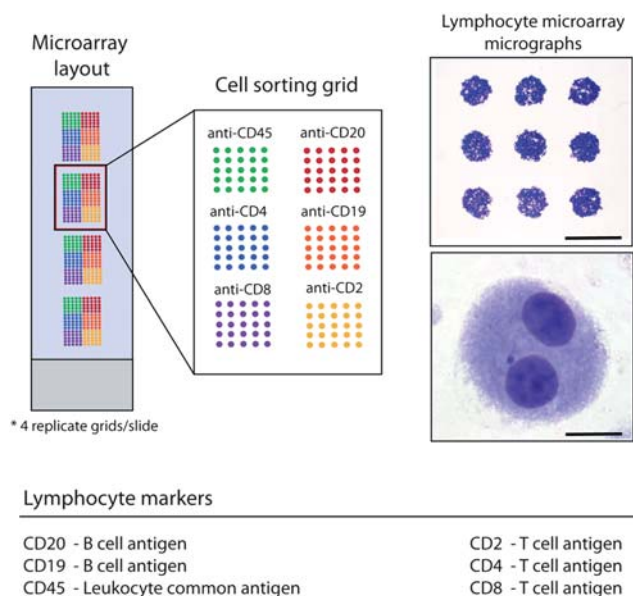 Microarray
layout
Cell sorting grid
Lymphocyte microarray
micrographs
anti-CD45
anti-CD20
anti-CD4
anti-CD19
anti-CD8
anti-CD2
* 4 replicate grids/slide
Lymphocyte markers
CD20 - B cell antigen
CD19 - B cell antigen
CD45 - Leukocyte common antigen
CD2 - T cell antigen
CD4 - T cell antigen
CD8 - T cell antigen